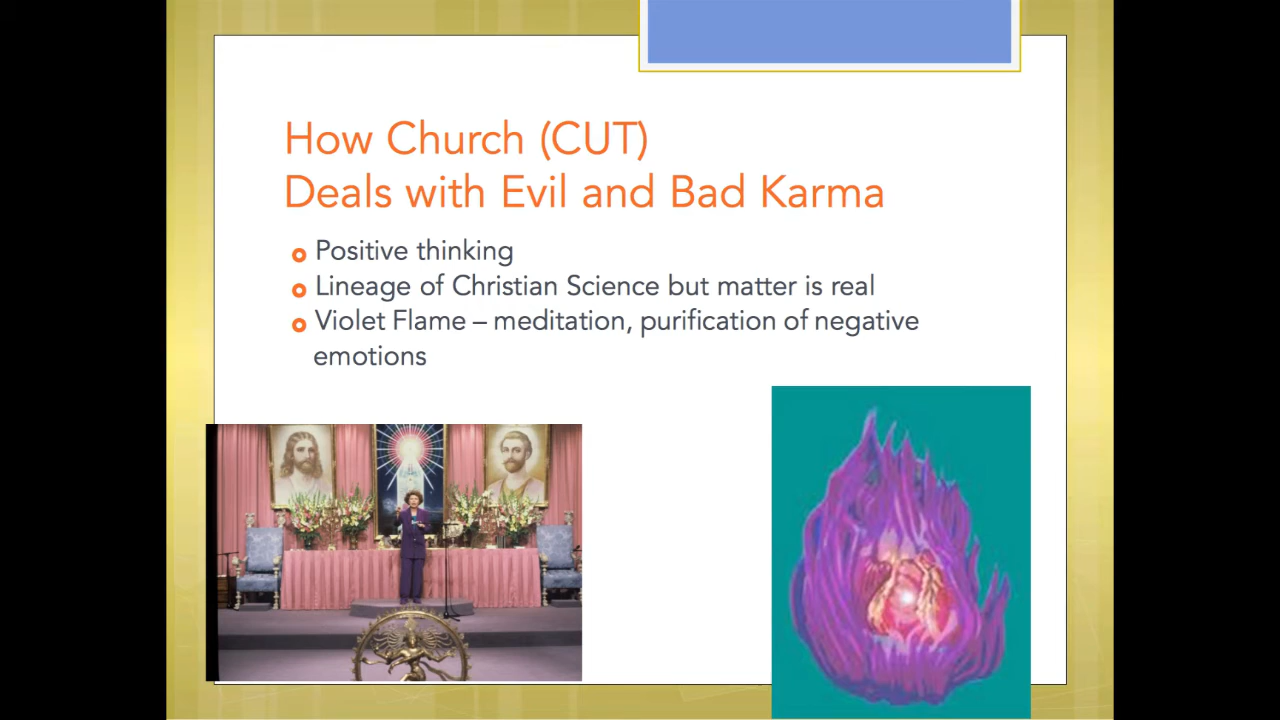 How Church (CUT)
Deals with Evil and Bad Karma
Positive thinking
Lineage of Christian Science but matter is real
Violet Flame – meditation, purification of negative
emotions